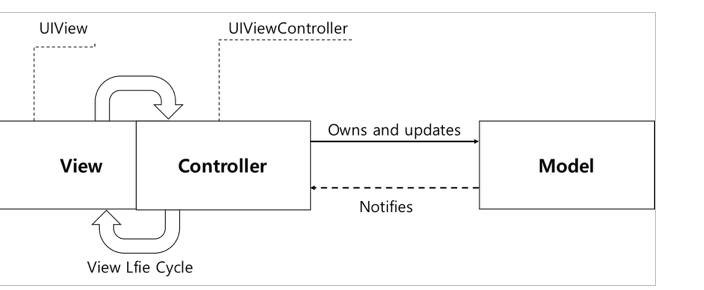 UIView
UIViewController
Owns and updates
View
Controller
Model
Notifies
View Lfie Cycle